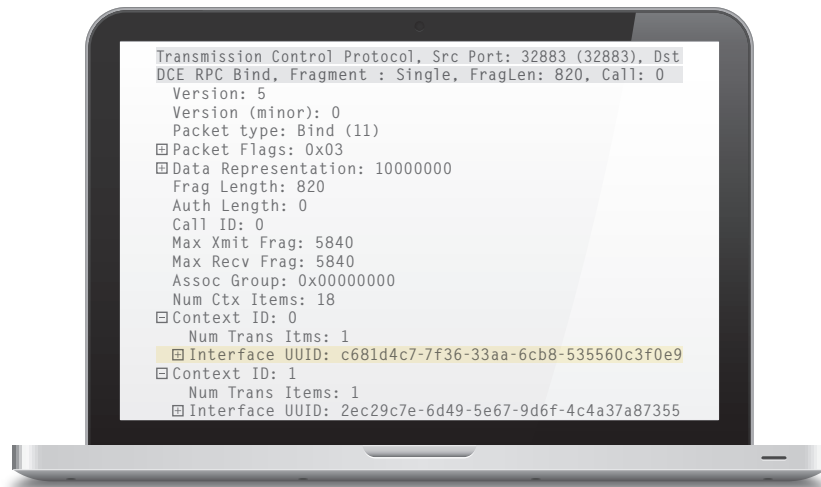 Transmission Control Protocol, Src Port: 32883 (32883), Dst
DCE RPC Bind, Fragment : Single, FragLen: 820, Call: 0
Version: 5
Version (minor): 0
Packet type: Bind (11)
Packet Flags: 0x03
Data Representation: 10000000
Frag Length: 820
Auth Length: 0
Call ID: 0
Max Xmit Frag: 5840
Max Recv Frag: 5840
Assoc Group: 0x00000000
Num Ctx Items: 18
Context ID: 0
Num Trans Itms: 1
Interface UUID: c681d4c7-7f36-33aa-6cb8-535560c3f0e9
Context ID: 1
Num Trans Items: 1
Interface UUID: 2ec29c7e-6d49-5e67-9d6f-4c4a37a87355